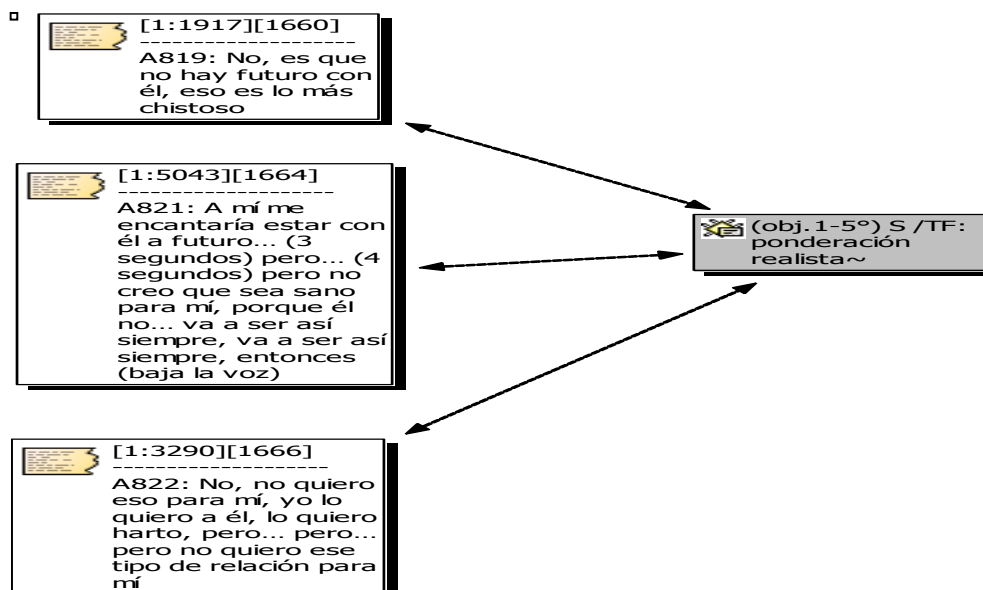 [1:1917][1660]
--------------------
A819: No, es que
no hay futuro con
él, eso es lo más
chistoso
[1:5043][1664]
--------------------
A821: A mí me
encantaría estar con
él a futuro... (3
segundos) pero... (4
segundos) pero no
creo que sea sano
para mí, porque él
no... va a ser así
siempre, va a ser así
siempre, entonces
(baja la voz)
[1:3290][1666]
--------------------
A822: No, no quiero
eso para mí, yo lo
quiero a él, lo quiero
harto, pero... pero...
pero no quiero ese
tipo de relación para
mí
(obj.1-5°) S /TF:
ponderación
realista~